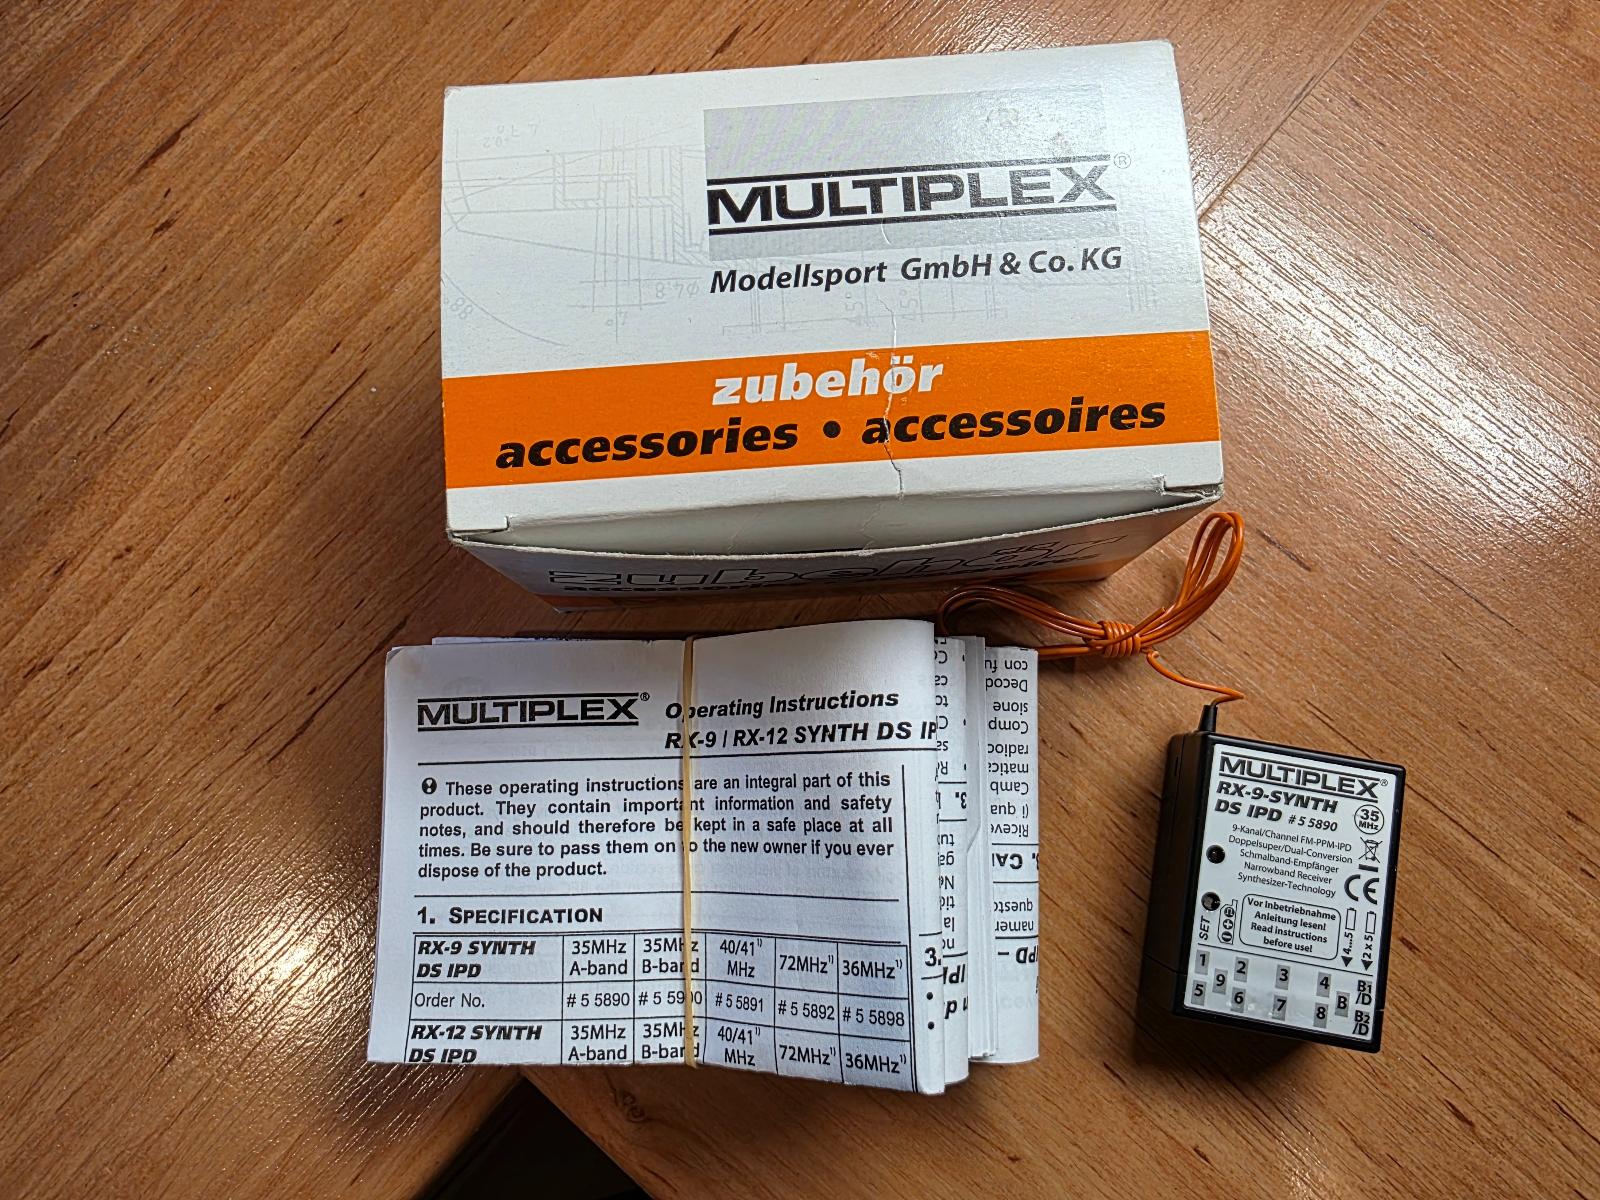 MULTIPLEX®
Modellsport GmbH & Co. KG
zubehör
accessories • accessoires
zubehör
MULTIPLEX®
Operating Instructions
RX-9 / RX-12 SYNTH DS IP
These operating instructions are an integral part of this
product. They contain important information and safety
notes, and should therefore be kept in a safe place at all
times. Be sure to pass them on to the new owner if you ever
dispose of the product.
1. SPECIFICATION
RX-9 SYNTH DS IPD 35MHz A-band 35MHz B-band 40/41¹⁾ MHz 72MHz¹⁾ 36MHz¹⁾
Order No. # 5 5890 # 5 5900 # 5 5891 # 5 5892 # 5 5898
RX-12 SYNTH DS IPD 35MHz A-band 35MHz B-band 40/41¹⁾ MHz 72MHz¹⁾ 36MHz¹⁾
MULTIPLEX®
RX-9-SYNTH
DS IPD # 5 5890
35 MHz
9-Kanal/Channel FM-PPM-IPD
Doppelsuper/Dual-Conversion
Schmalband-Empfänger
Narrowband Receiver
Synthesizer-Technology
CE
SET
Vor Inbetriebnahme
Anleitung lesen!
Read instructions
before use!
4...5
2 x 5
1 2 3 4 B1/D
9 B
5 6 7 8 B2/D